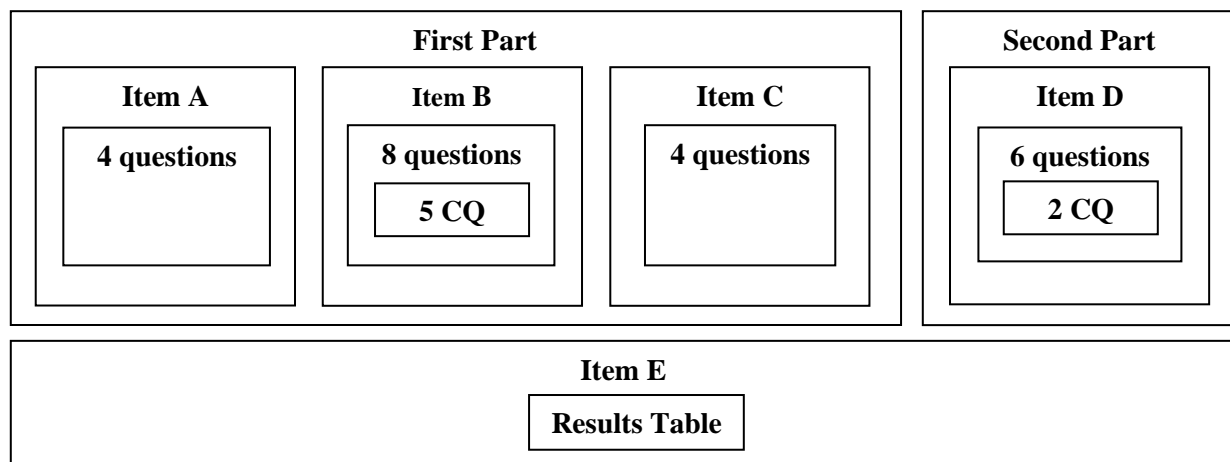 First Part
Item A
4 questions
Item B
8 questions
5 CQ
Item C
4 questions
Second Part
Item D
6 questions
2 CQ
Item E
Results Table